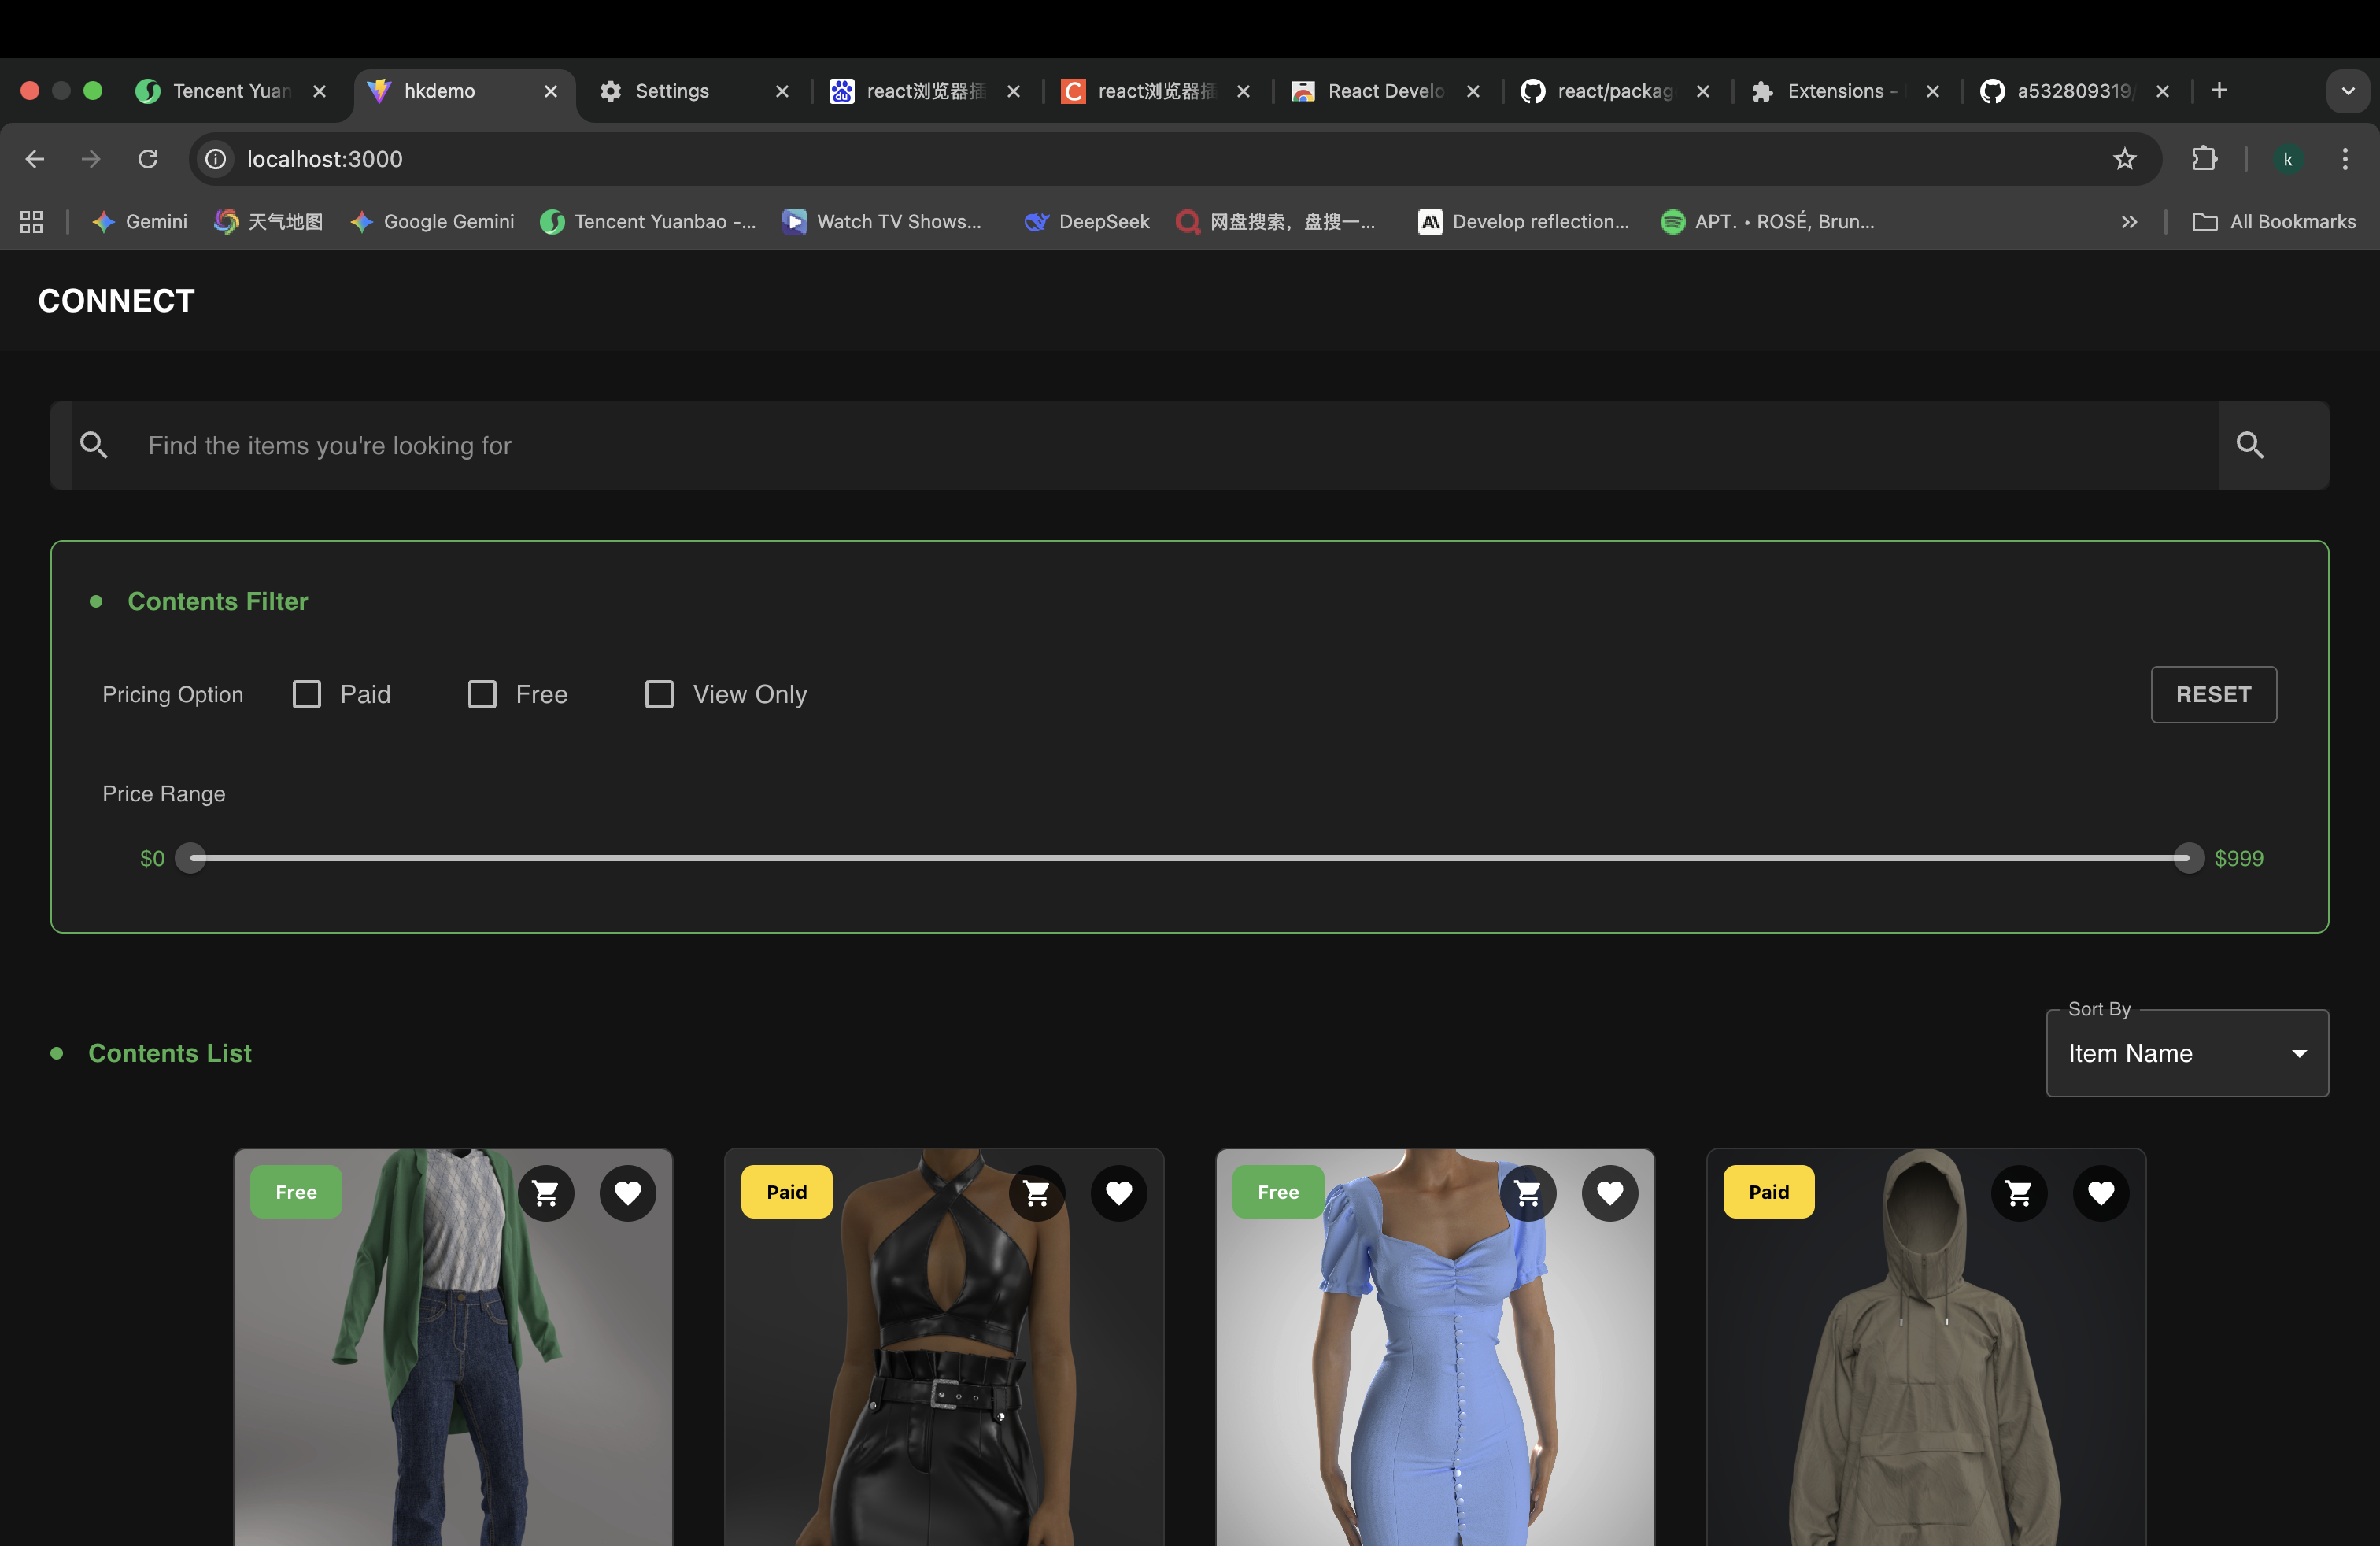 Tencent Yuan
hkdemo
Settings
react浏览器插
react浏览器插
React Develo
react/packag
Extensions -
a532809319/
localhost:3000
k
Gemini
天气地图
Google Gemini
Tencent Yuanbao -...
Watch TV Shows...
DeepSeek
网盘搜索，盘搜一...
Develop reflection...
APT. • ROSÉ, Brun...
All Bookmarks
CONNECT
Find the items you're looking for
Contents Filter
Pricing Option
Paid
Free
View Only
RESET
Price Range
$0
$999
Contents List
Sort By
Item Name
Free
Paid
Free
Paid